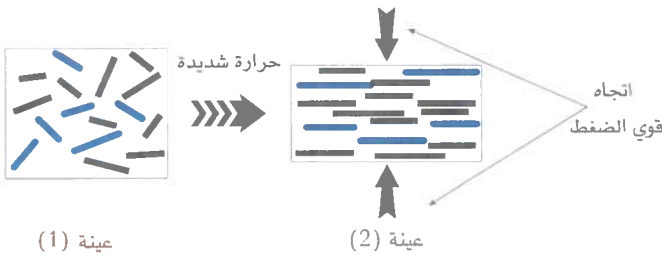 حرارة شديدة
اتجاه
قوي الضغط
عينة (2)
عينة (1)